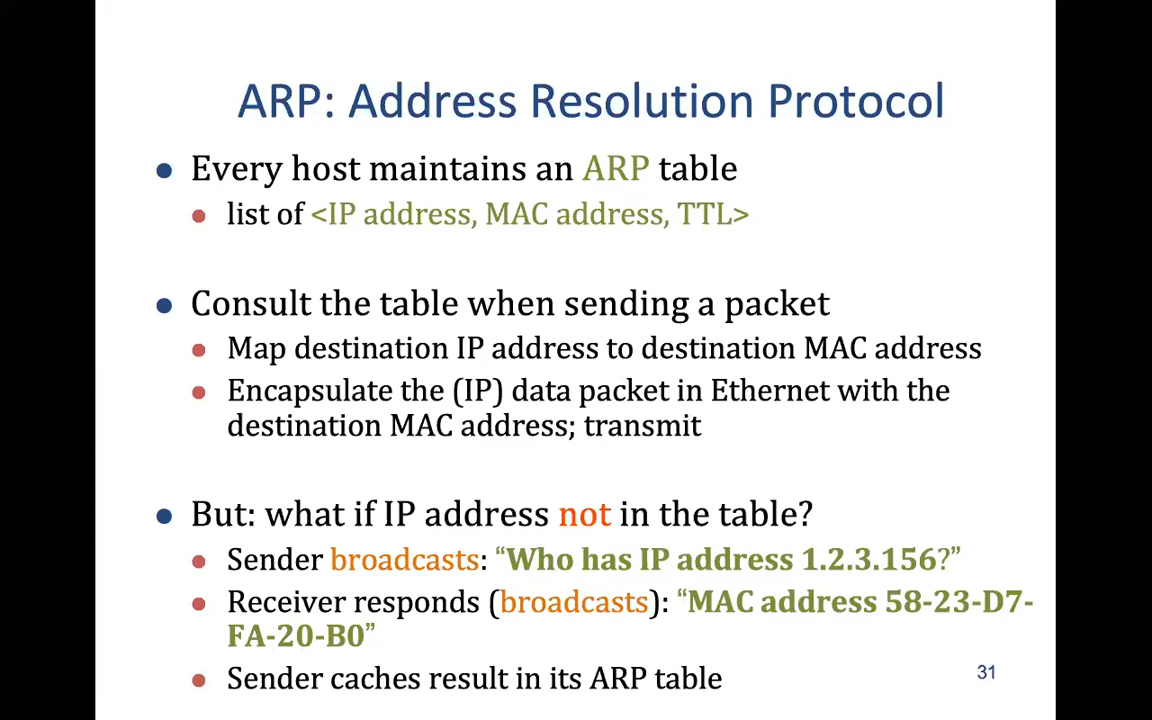 ARP: Address Resolution Protocol
● Every host maintains an ARP table
● list of <IP address, MAC address, TTL>
● Consult the table when sending a packet
● Map destination IP address to destination MAC address
● Encapsulate the (IP) data packet in Ethernet with the
destination MAC address; transmit
● But: what if IP address not in the table?
● Sender broadcasts: “Who has IP address 1.2.3.156?”
● Receiver responds (broadcasts): “MAC address 58-23-D7-
FA-20-B0”
● Sender caches result in its ARP table
31